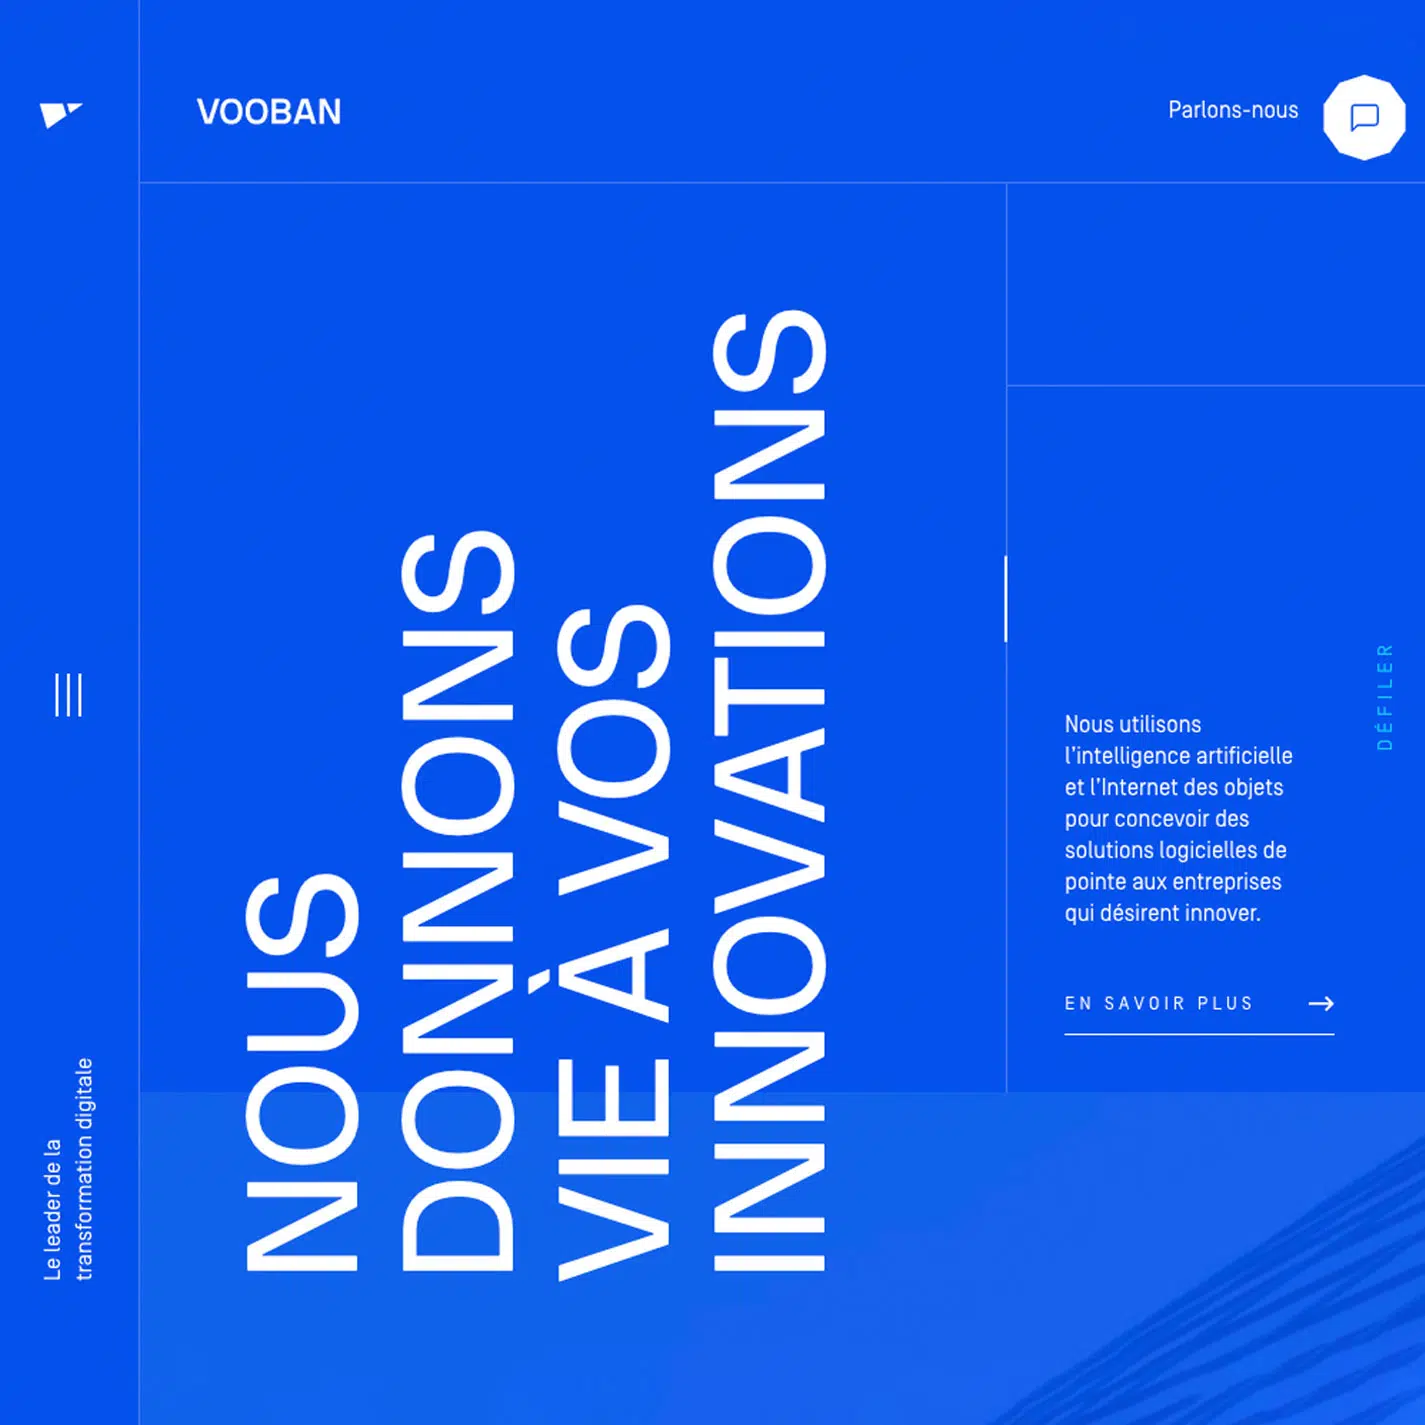 VOOBAN
Parlons-nous
NOUS
DONNONS
VIE À VOS
INNOVATIONS
Nous utilisons
l’intelligence artificielle
et l’Internet des objets
pour concevoir des
solutions logicielles de
pointe aux entreprises
qui désirent innover.
EN SAVOIR PLUS
DÉFILER
Le leader de la
transformation digitale